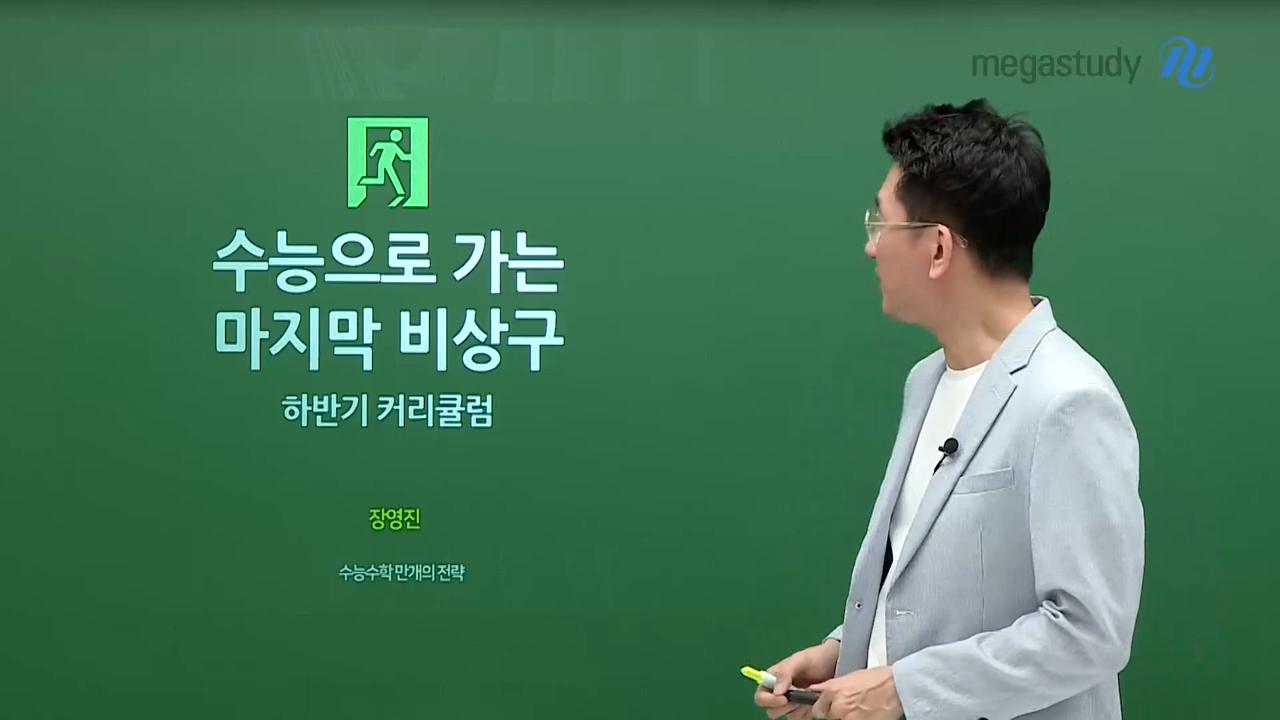 megastudy
수능으로 가는
마지막 비상구
하반기 커리큘럼
장영진
수능수학 만개의 전략